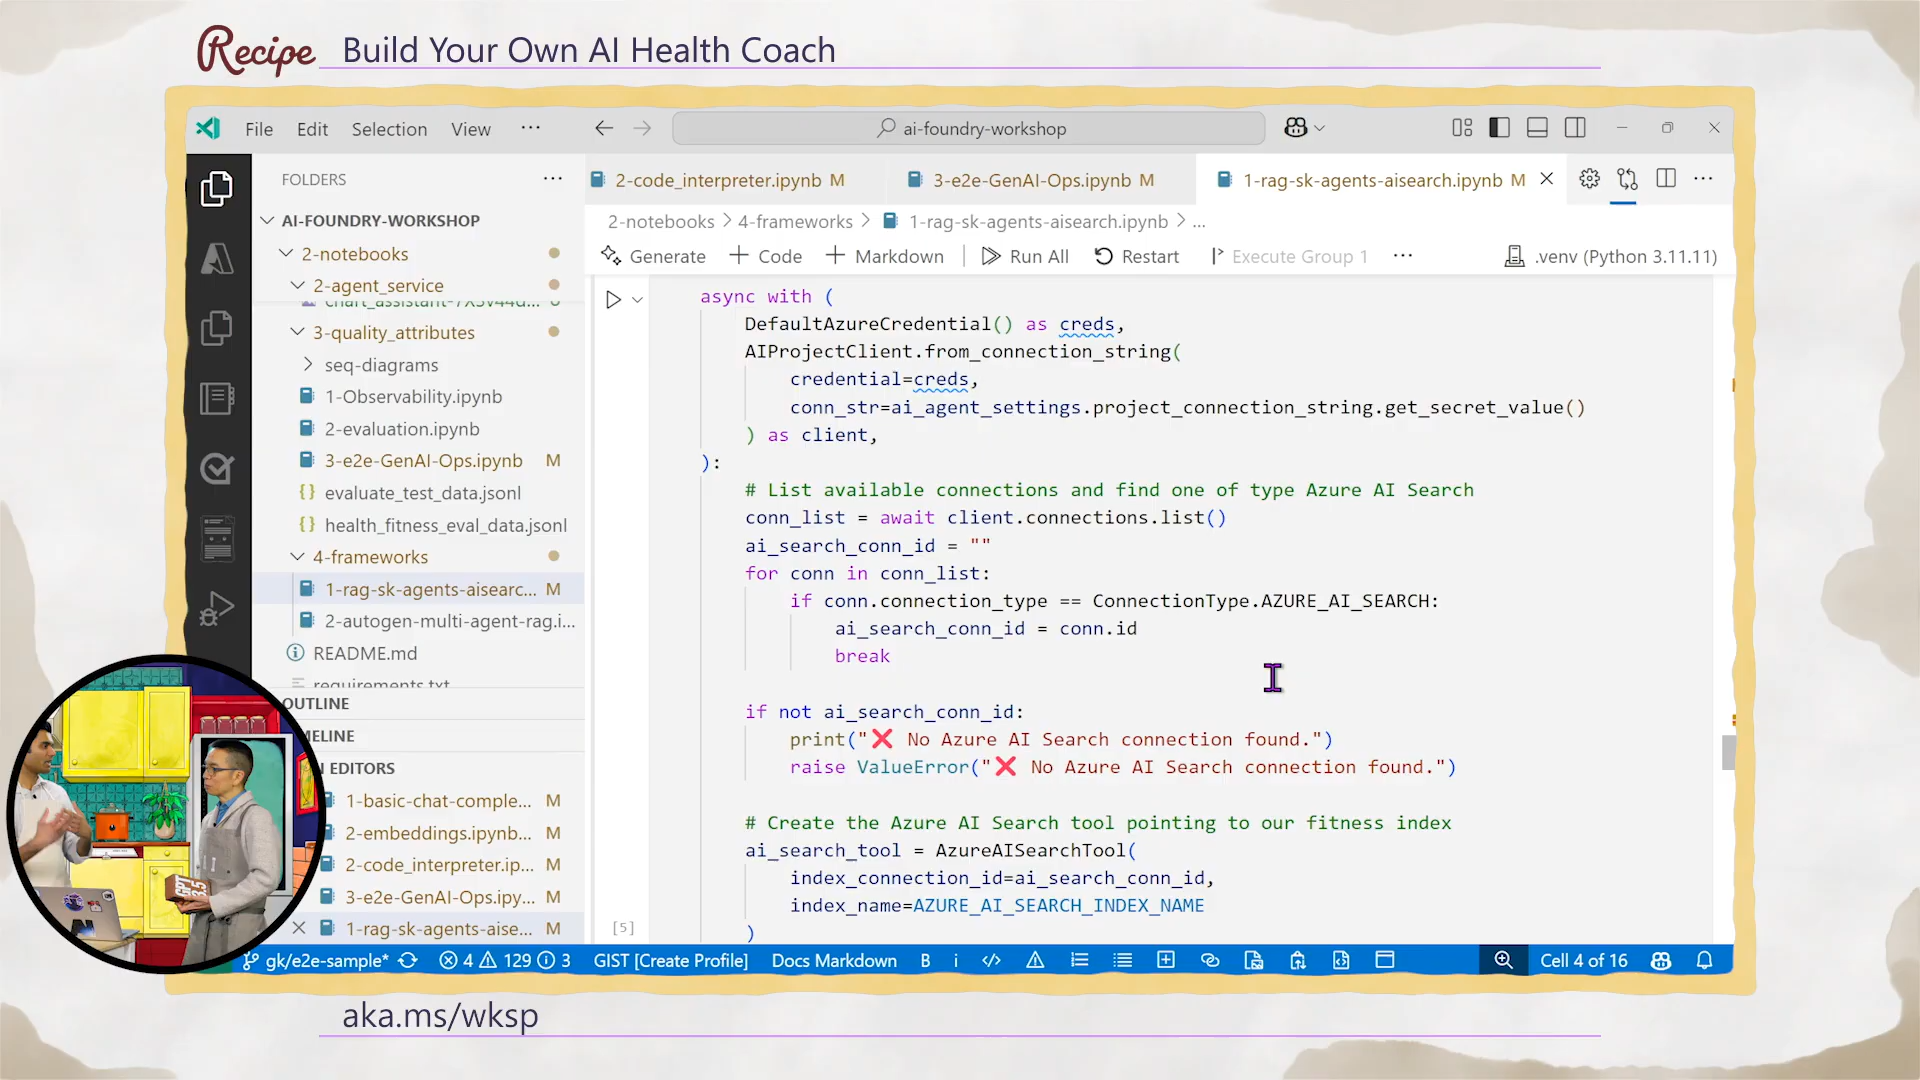 Recipe Build Your Own AI Health Coach
File Edit Selection View ··· ai-foundry-workshop
FOLDERS ···
2-code_interpreter.ipynb M 3-e2e-GenAI-Ops.ipynb M 1-rag-sk-agents-aisearch.ipynb M
AI-FOUNDRY-WORKSHOP
2-notebooks > 4-frameworks > 1-rag-sk-agents-aisearch.ipynb > ...
2-notebooks
Generate + Code + Markdown Run All Restart Execute Group 1 ··· .venv (Python 3.11.11)
2-agent_service
3-quality_attributes
seq-diagrams
1-Observability.ipynb
2-evaluation.ipynb
3-e2e-GenAI-Ops.ipynb M
evaluate_test_data.jsonl
health_fitness_eval_data.jsonl
4-frameworks
1-rag-sk-agents-aisearc... M
2-autogen-multi-agent-rag.i...
README.md
requirements.txt
OUTLINE
MELINE
EDITORS
1-basic-chat-comple... M
2-embeddings.ipynb... M
2-code_interpreter.ip... M
3-e2e-GenAI-Ops.ipy... M
1-rag-sk-agents-aise... M
async with (
DefaultAzureCredential() as creds,
AIProjectClient.from_connection_string(
credential=creds,
conn_str=ai_agent_settings.project_connection_string.get_secret_value()
) as client,
):
# List available connections and find one of type Azure AI Search
conn_list = await client.connections.list()
ai_search_conn_id = ""
for conn in conn_list:
if conn.connection_type == ConnectionType.AZURE_AI_SEARCH:
ai_search_conn_id = conn.id
break
if not ai_search_conn_id:
print("❌ No Azure AI Search connection found.")
raise ValueError("❌ No Azure AI Search connection found.")
# Create the Azure AI Search tool pointing to our fitness index
ai_search_tool = AzureAISearchTool(
index_connection_id=ai_search_conn_id,
index_name=AZURE_AI_SEARCH_INDEX_NAME
)
[5]
gk/e2e-sample* 4 129 3 GIST [Create Profile] Docs Markdown B i Cell 4 of 16
aka.ms/wksp